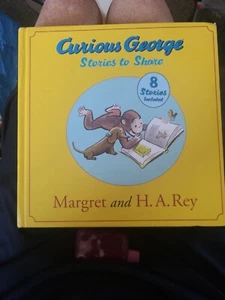 Curious George
Stories to Share
8
Stories
Included
Margret and H. A. Rey